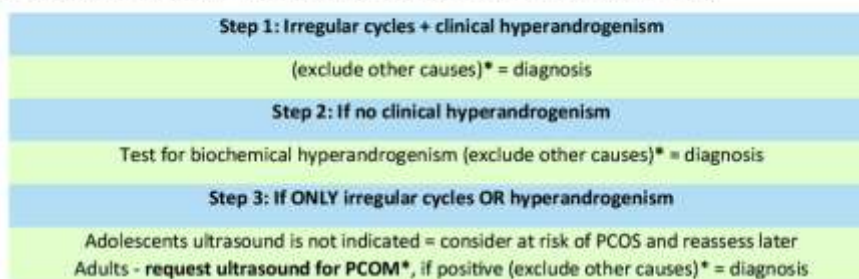 Step 1: Irregular cycles + clinical hyperandrogenism
(exclude other causes)* = diagnosis
Step 2: If no clinical hyperandrogenism
Test for biochemical hyperandrogenism (exclude other causes)* = diagnosis
Step 3: If ONLY irregular cycles OR hyperandrogenism
Adolescents ultrasound is not indicated = consider at risk of PCOS and reassess later
Adults - request ultrasound for PCOM*, if positive (exclude other causes)* = diagnosis